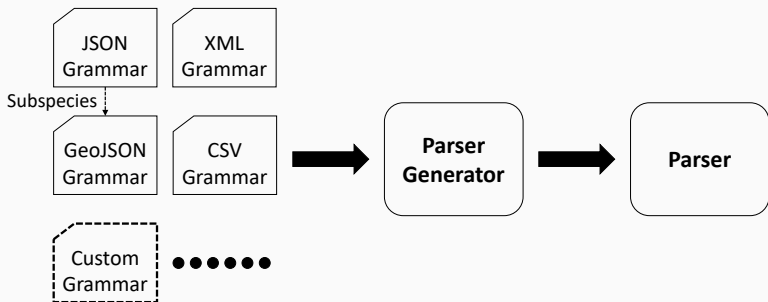 JSON
Grammar
XML
Grammar
Subspecies
GeoJSON
Grammar
CSV
Grammar
Parser
Generator
Parser
Custom
Grammar